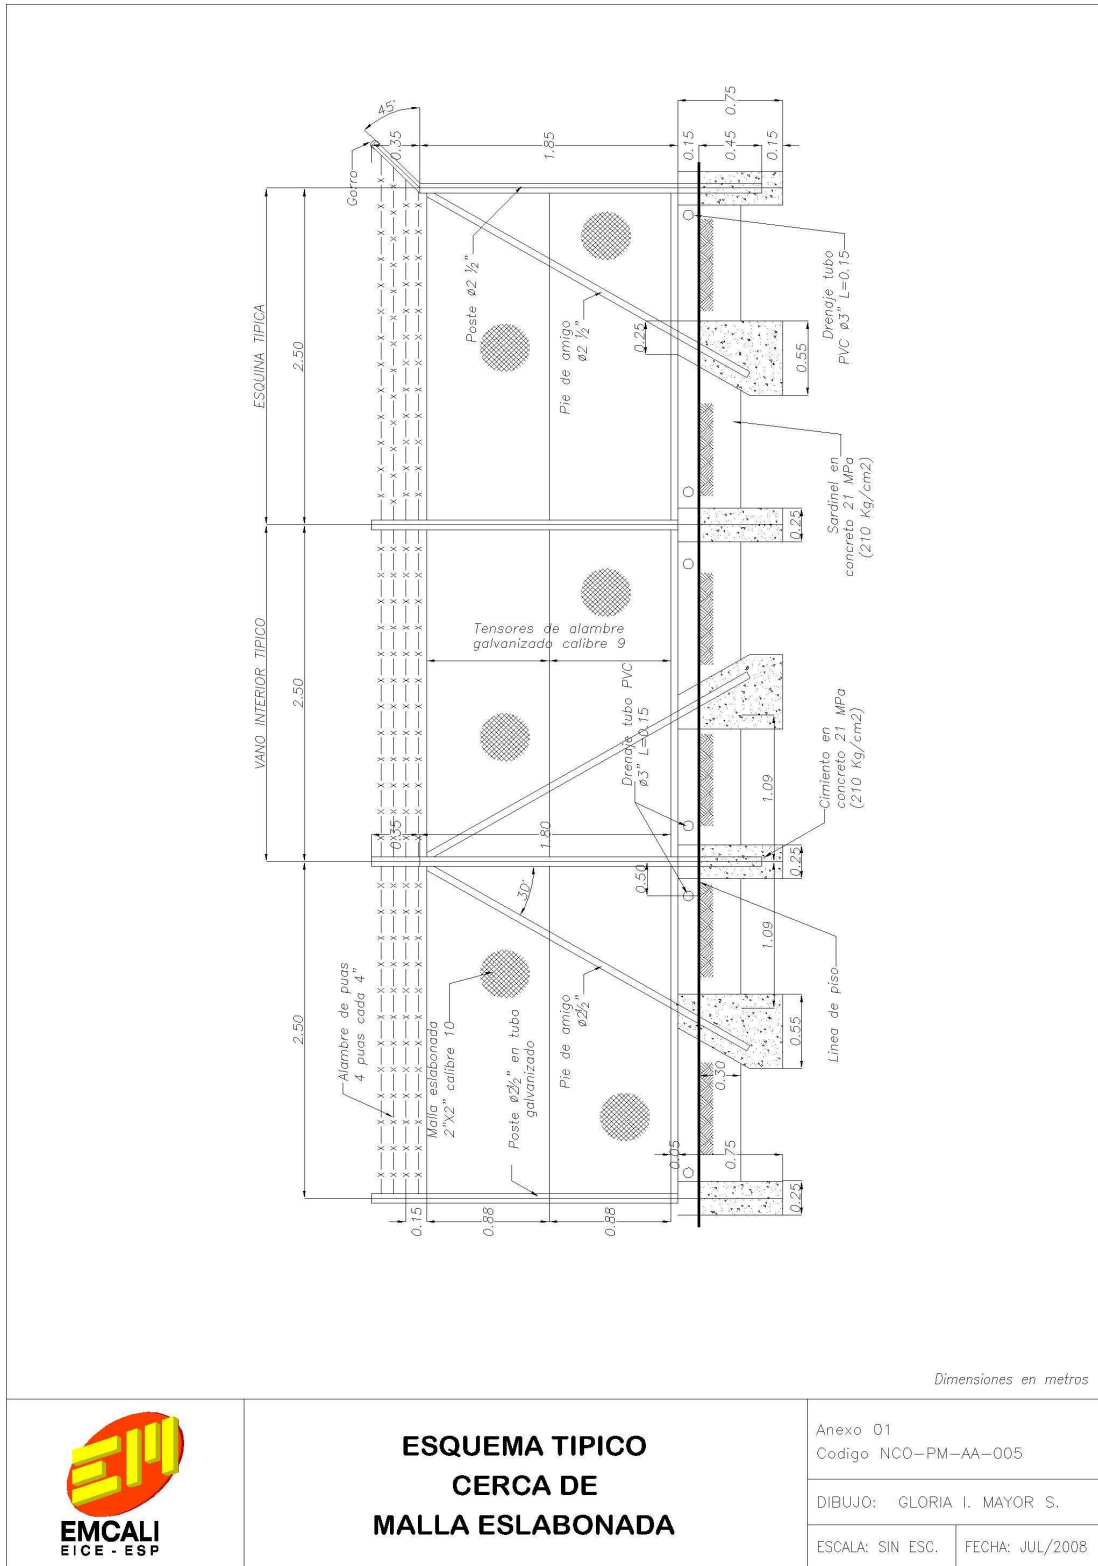 45°
0.35
1.85
0.15
0.45
0.15
0.75
Gorro
ESQUINA TIPICA
2.50
Poste ø2 ½"
Pie de amigo
ø2 ½"
0.25
0.55
Drenaje tubo
PVC ø3" L=0.15
Sardinel en
concreto 21 MPa
(210 Kg/cm2)
0.25
VANO INTERIOR TIPICO
2.50
Tensores de alambre
galvanizado calibre 9
Drenaje tubo PVC
ø3" L=0.15
1.09
Cimiento en
concreto 21 MPa
(210 Kg/cm2)
0.35
1.80
0.50
0.25
30°
1.09
2.50
Alambre de puas
4 puas cada 4"
Malla eslabonada
2"X2" calibre 10
Poste ø2½" en tubo
galvanizado
Pie de amigo
ø2½"
Linea de piso
0.55
0.30
0.05
0.75
0.25
0.15
0.88
0.88
Dimensiones en metros
EM
EMCALI
EICE - ESP
ESQUEMA TIPICO
CERCA DE
MALLA ESLABONADA
Anexo 01
Codigo NCO-PM-AA-005
DIBUJO: GLORIA I. MAYOR S.
ESCALA: SIN ESC.
FECHA: JUL/2008